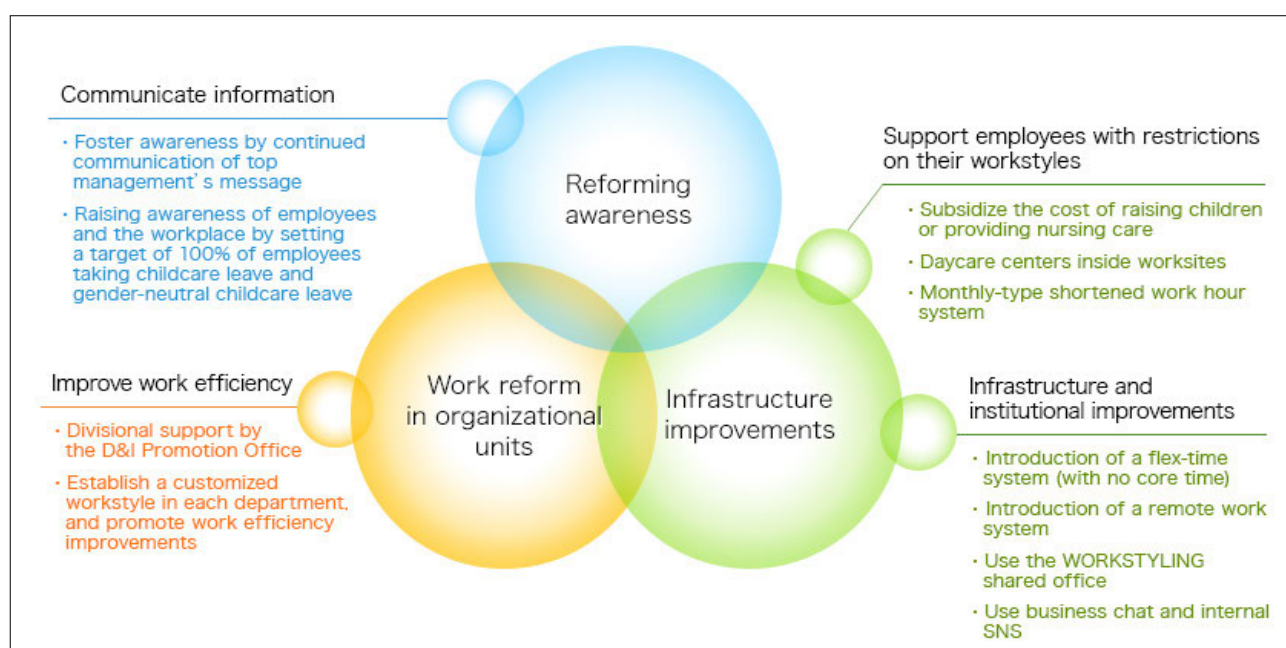 Communicate information
・Foster awareness by continued
communication of top
management's message
・Raising awareness of employees
and the workplace by setting
a target of 100% of employees
taking childcare leave and
gender-neutral childcare leave
Reforming
awareness
Support employees with restrictions
on their workstyles
・Subsidize the cost of raising children
or providing nursing care
・Daycare centers inside worksites
・Monthly-type shortened work hour
system
Improve work efficiency
・Divisional support by
the D&I Promotion Office
・Establish a customized
workstyle in each department,
and promote work efficiency
improvements
Work reform
in organizational
units
Infrastructure
improvements
Infrastructure and
institutional improvements
・Introduction of a flex-time
system (with no core time)
・Introduction of a remote work
system
・Use the WORKSTYLING
shared office
・Use business chat and internal
SNS